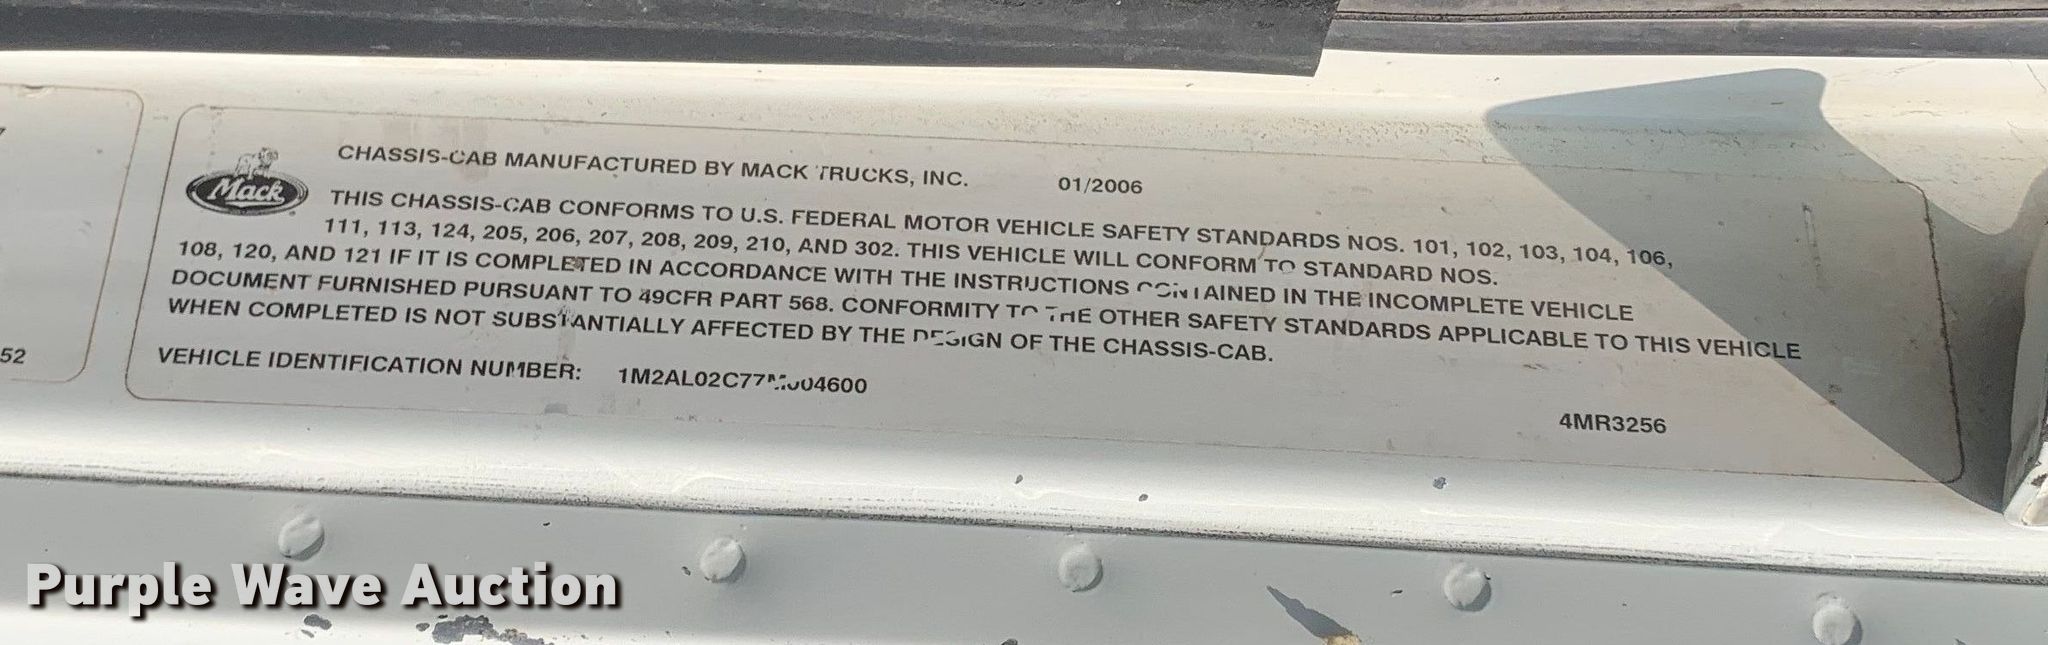 Mack
CHASSIS-CAB MANUFACTURED BY MACK TRUCKS, INC. 01/2006
THIS CHASSIS-CAB CONFORMS TO U.S. FEDERAL MOTOR VEHICLE SAFETY STANDARDS NOS. 101, 102, 103, 104, 106,
111, 113, 124, 205, 206, 207, 208, 209, 210, AND 302. THIS VEHICLE WILL CONFORM TO STANDARD NOS.
108, 120, AND 121 IF IT IS COMPLETED IN ACCORDANCE WITH THE INSTRUCTIONS CONTAINED IN THE INCOMPLETE VEHICLE
DOCUMENT FURNISHED PURSUANT TO 49CFR PART 568. CONFORMITY TO THE OTHER SAFETY STANDARDS APPLICABLE TO THIS VEHICLE
WHEN COMPLETED IS NOT SUBSTANTIALLY AFFECTED BY THE DESIGN OF THE CHASSIS-CAB.
VEHICLE IDENTIFICATION NUMBER:
4MR3256
52
Purple Wave Auction